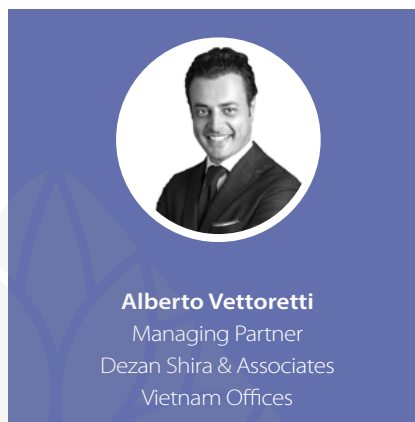 Alberto Vettoretti
Managing Partner
Dezan Shira & Associates
Vietnam Offices